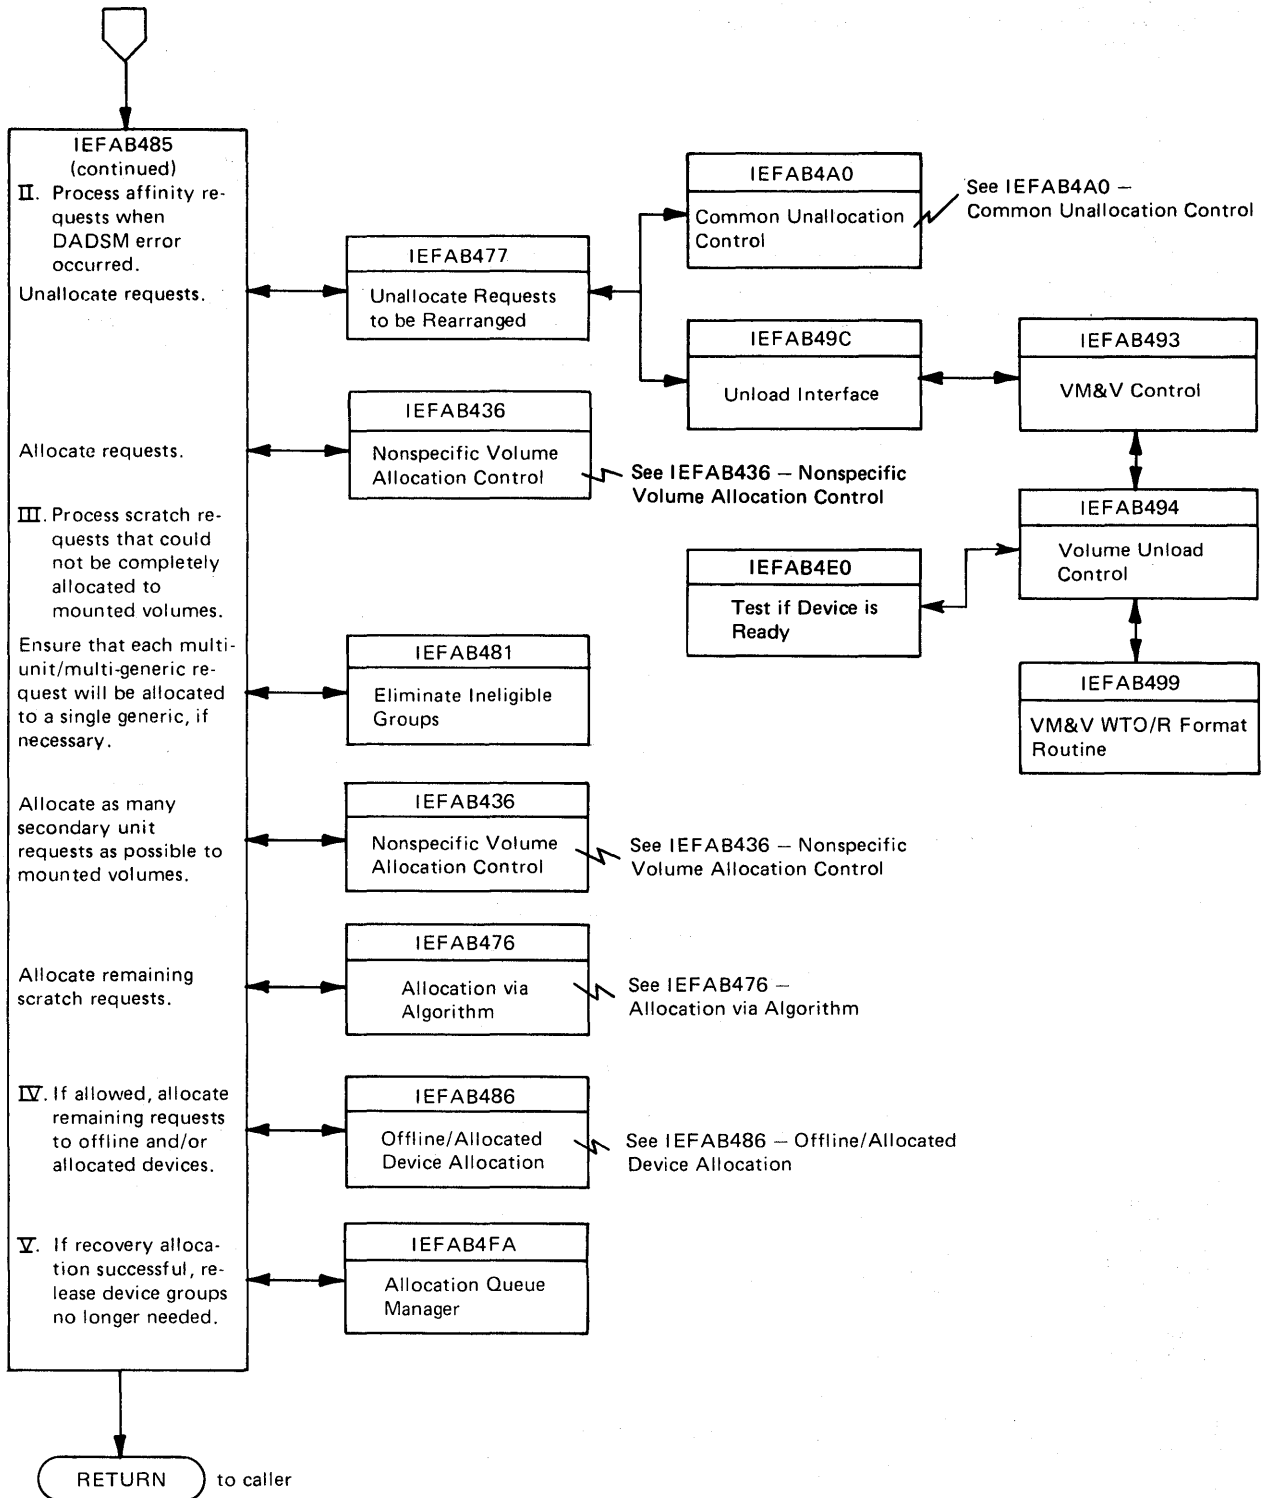 IEFAB485
(continued)
II. Process affinity re-
quests when
DADSM error
occurred.
Unallocate requests.
IEFAB477
Unallocate Requests
to be Rearranged
IEFAB4A0
Common Unallocation
Control
See IEFAB4A0 —
Common Unallocation Control
IEFAB49C
Unload Interface
IEFAB493
VM&V Control
Allocate requests.
IEFAB436
Nonspecific Volume
Allocation Control
See IEFAB436 — Nonspecific
Volume Allocation Control
IEFAB494
Volume Unload
Control
IEFAB4E0
Test if Device is
Ready
IEFAB499
VM&V WTO/R Format
Routine
III. Process scratch re-
quests that could
not be completely
allocated to
mounted volumes.
Ensure that each multi-
unit/multi-generic re-
quest will be allocated
to a single generic, if
necessary.
IEFAB481
Eliminate Ineligible
Groups
Allocate as many
secondary unit
requests as possible to
mounted volumes.
IEFAB436
Nonspecific Volume
Allocation Control
See IEFAB436 — Nonspecific
Volume Allocation Control
Allocate remaining
scratch requests.
IEFAB476
Allocation via
Algorithm
See IEFAB476 —
Allocation via Algorithm
IV. If allowed, allocate
remaining requests
to offline and/or
allocated devices.
IEFAB486
Offline/Allocated
Device Allocation
See IEFAB486 — Offline/Allocated
Device Allocation
V. If recovery alloca-
tion successful, re-
lease device groups
no longer needed.
IEFAB4FA
Allocation Queue
Manager
RETURN to caller